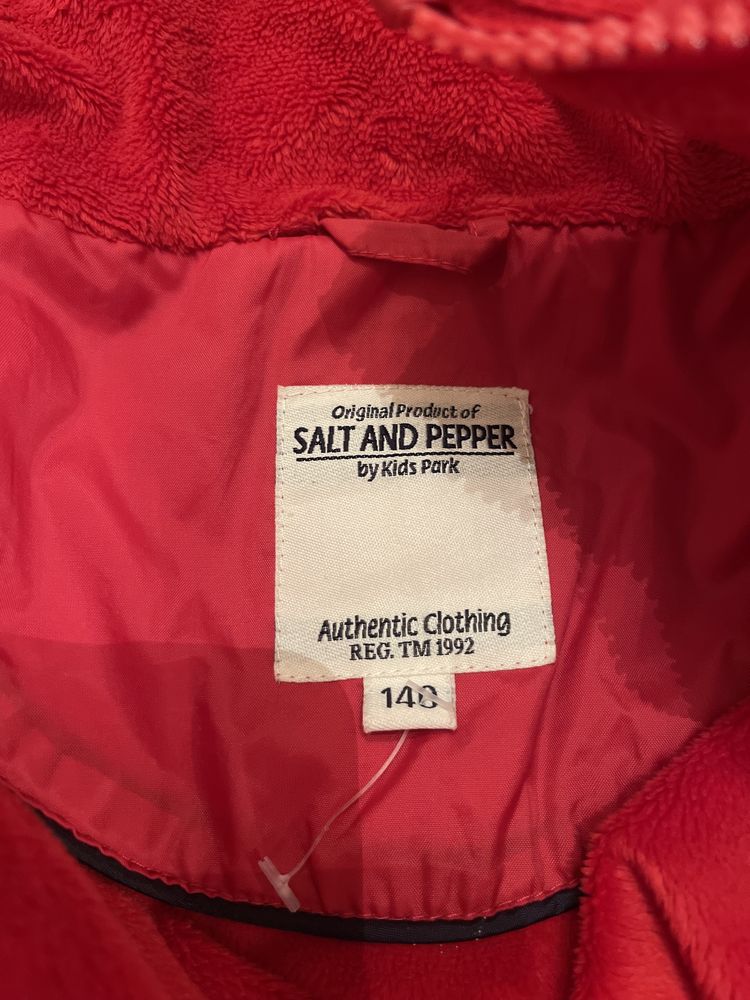 Original Product of
SALT AND PEPPER
by Kids Park
Authentic Clothing
REG. TM 1992
140